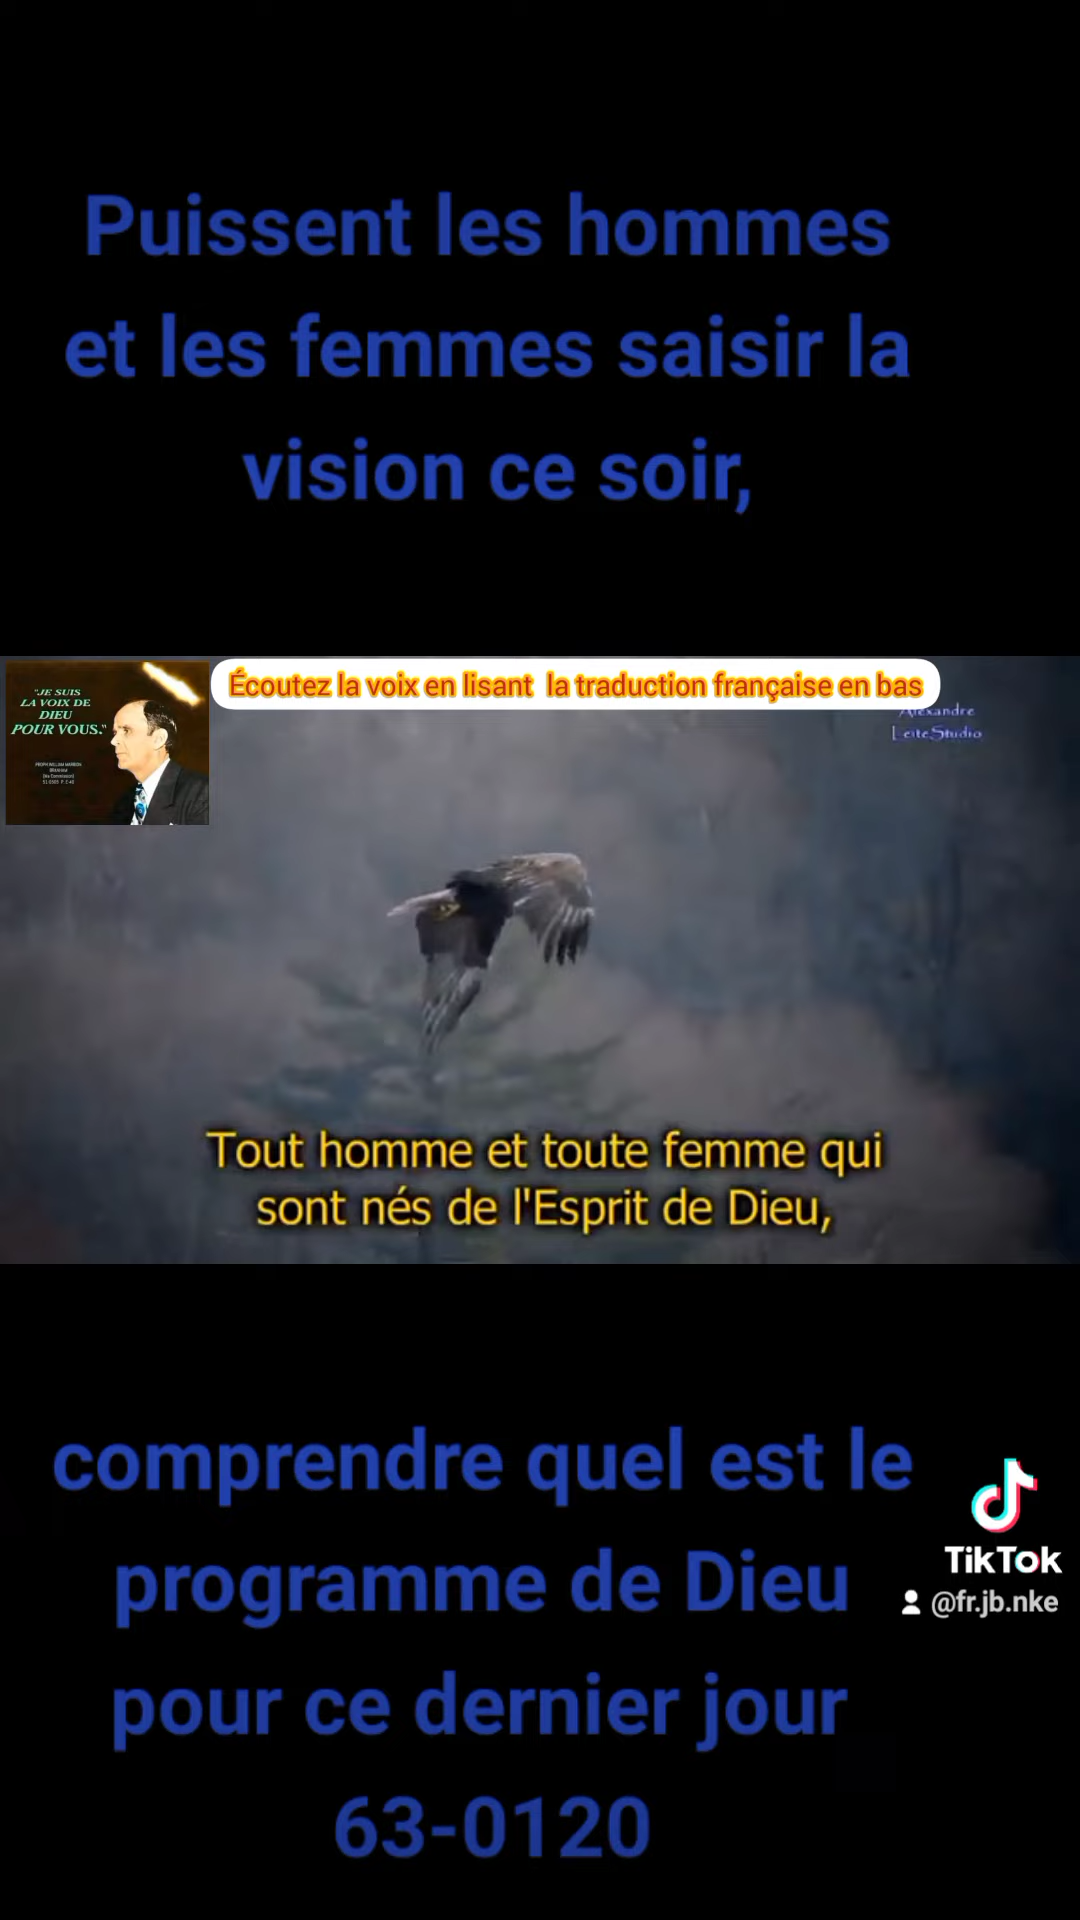 Puissent les hommes
et les femmes saisir la
vision ce soir,
Écoutez la voix en lisant la traduction française en bas
"JE SUIS
LA VOIX DE
DIEU
POUR VOUS."
Alexandre
LeiteStudio
Tout homme et toute femme qui
sont nés de l'Esprit de Dieu,
comprendre quel est le
programme de Dieu
pour ce dernier jour
63-0120
TikTok
@fr.jb.nke